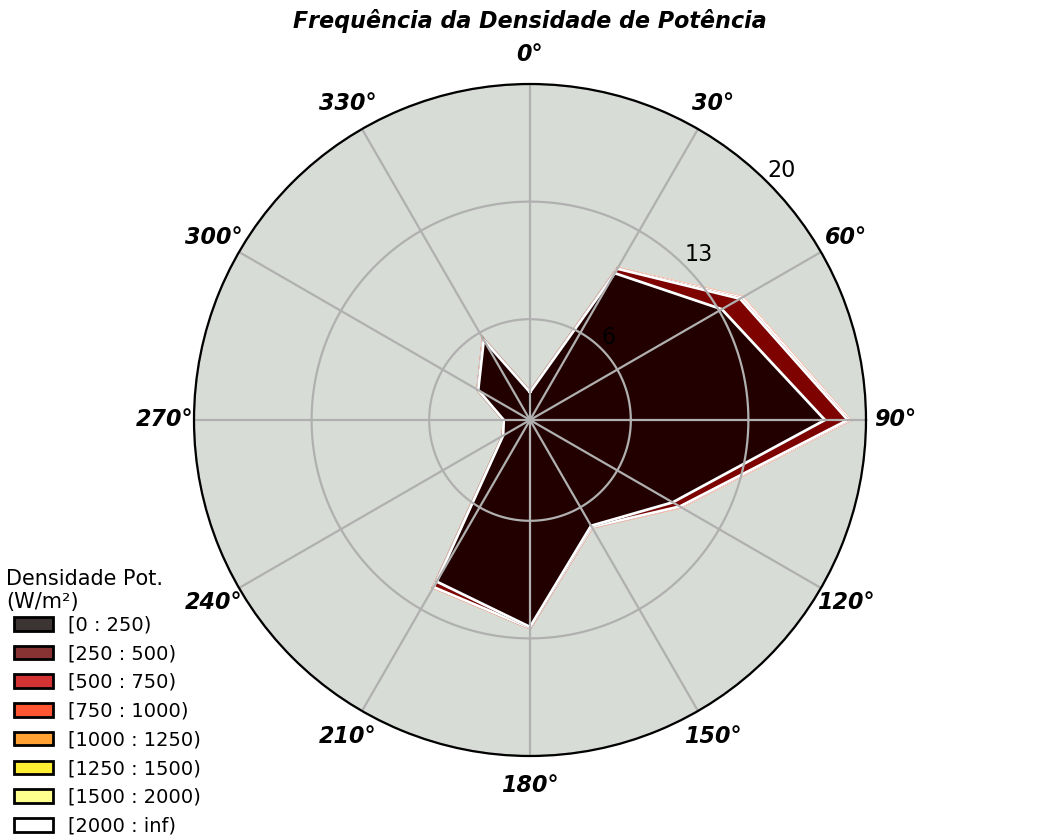 Frequência da Densidade de Potência
0°
330°
30°
20
300°
60°
13
6
270°
90°
240°
120°
210°
150°
180°
Densidade Pot.
(W/m²)
[0 : 250)
[250 : 500)
[500 : 750)
[750 : 1000)
[1000 : 1250)
[1250 : 1500)
[1500 : 2000)
[2000 : inf)